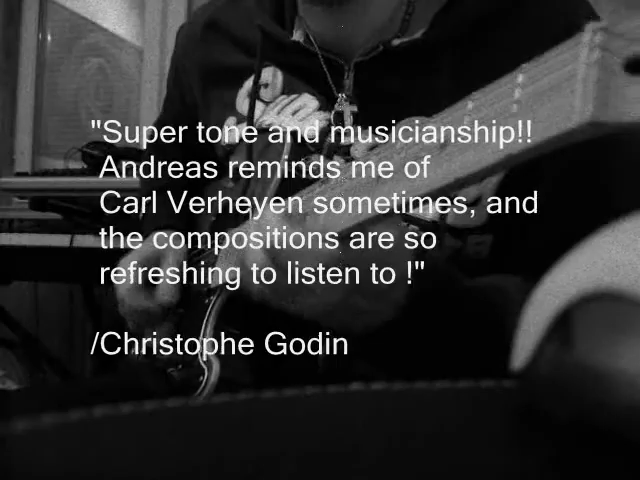 "Super tone and musicianship!!
Andreas reminds me of
Carl Verheyen sometimes, and
the compositions are so
refreshing to listen to !"
/Christophe Godin